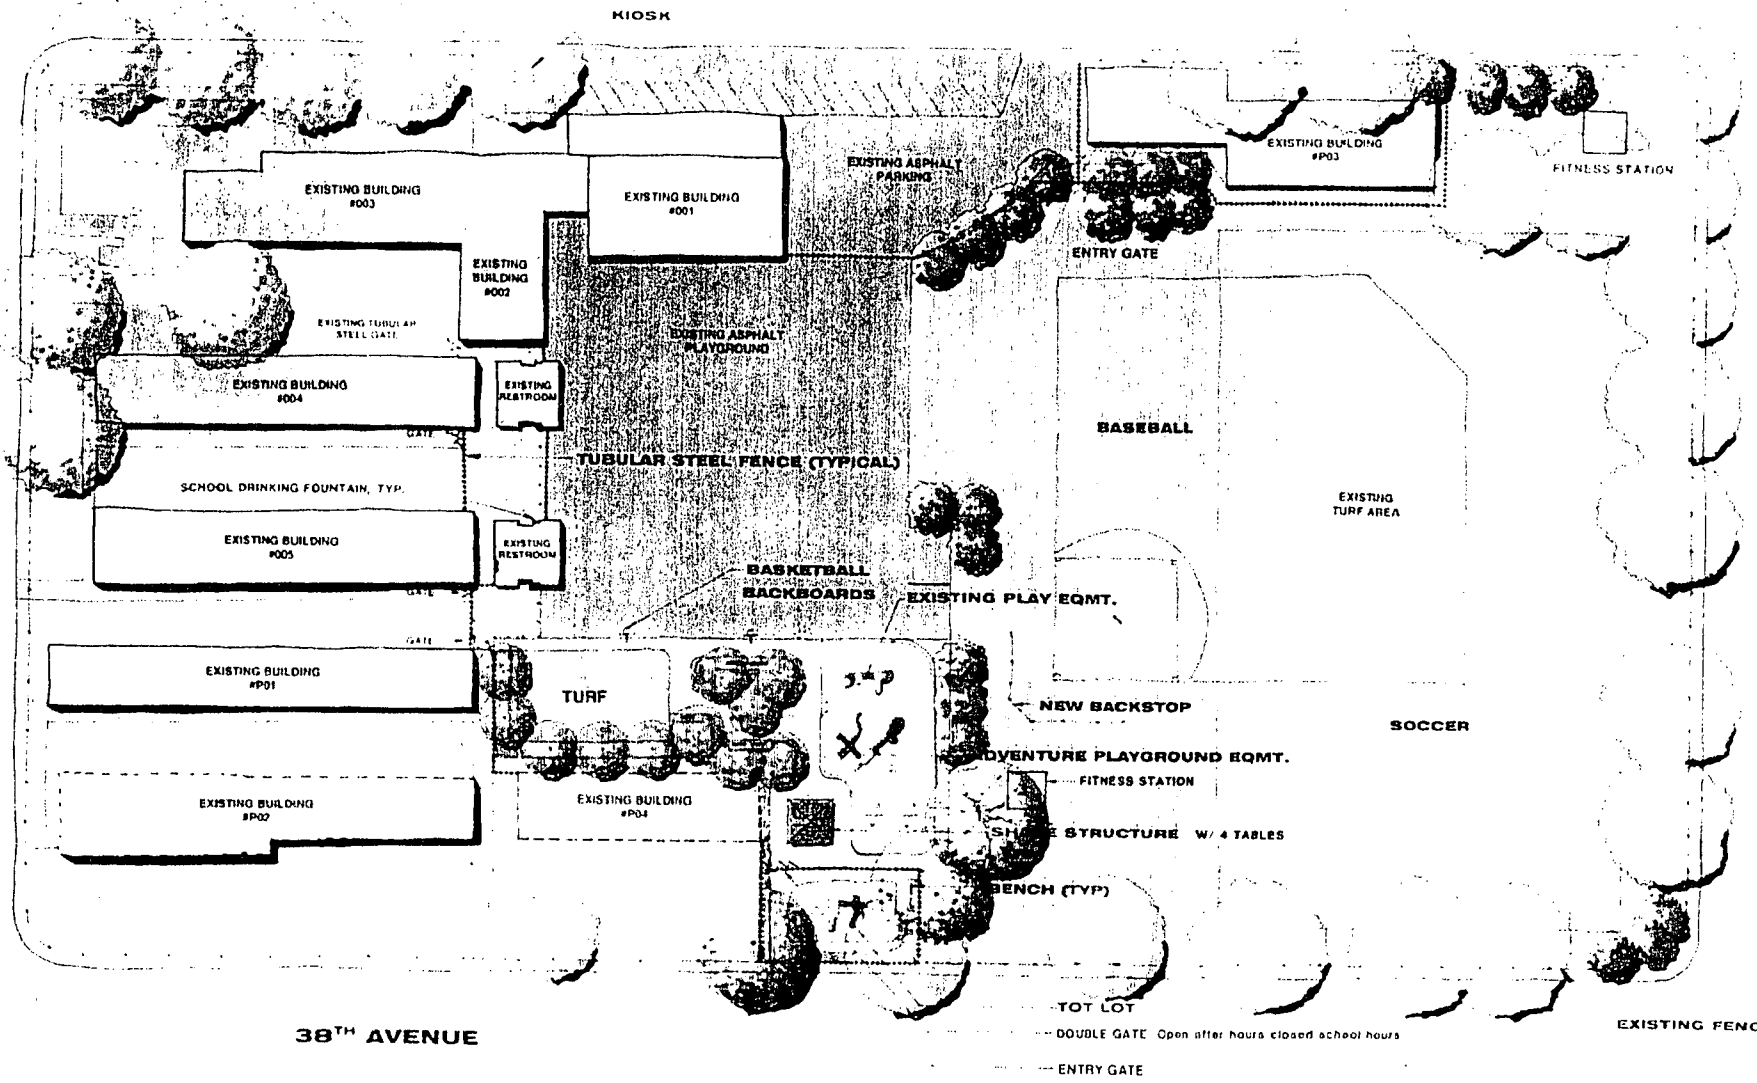 KIOSK
EXISTING BUILDING
#003
EXISTING BUILDING
#001
EXISTING ASPHALT
PARKING
EXISTING BUILDING
#P03
FITNESS STATION
ENTRY GATE
EXISTING
BUILDING
#002
EXISTING TUBULAR
STEEL GATE
EXISTING ASPHALT
PLAYGROUND
EXISTING BUILDING
#004
EXISTING
RESTROOM
GATE
BASEBALL
TUBULAR STEEL FENCE (TYPICAL)
SCHOOL DRINKING FOUNTAIN, TYP.
EXISTING
TURF AREA
EXISTING BUILDING
#005
EXISTING
RESTROOM
BASKETBALL
BACKBOARDS
GATE
EXISTING PLAY EQMT.
GATE
EXISTING BUILDING
#P01
TURF
NEW BACKSTOP
SOCCER
DVENTURE PLAYGROUND EQMT.
FITNESS STATION
EXISTING BUILDING
#P02
EXISTING BUILDING
#P04
STRUCTURE W/ 4 TABLES
BENCH (TYP)
TOT LOT
38TH AVENUE
DOUBLE GATE Open after hours closed school hours
EXISTING FENC
ENTRY GATE